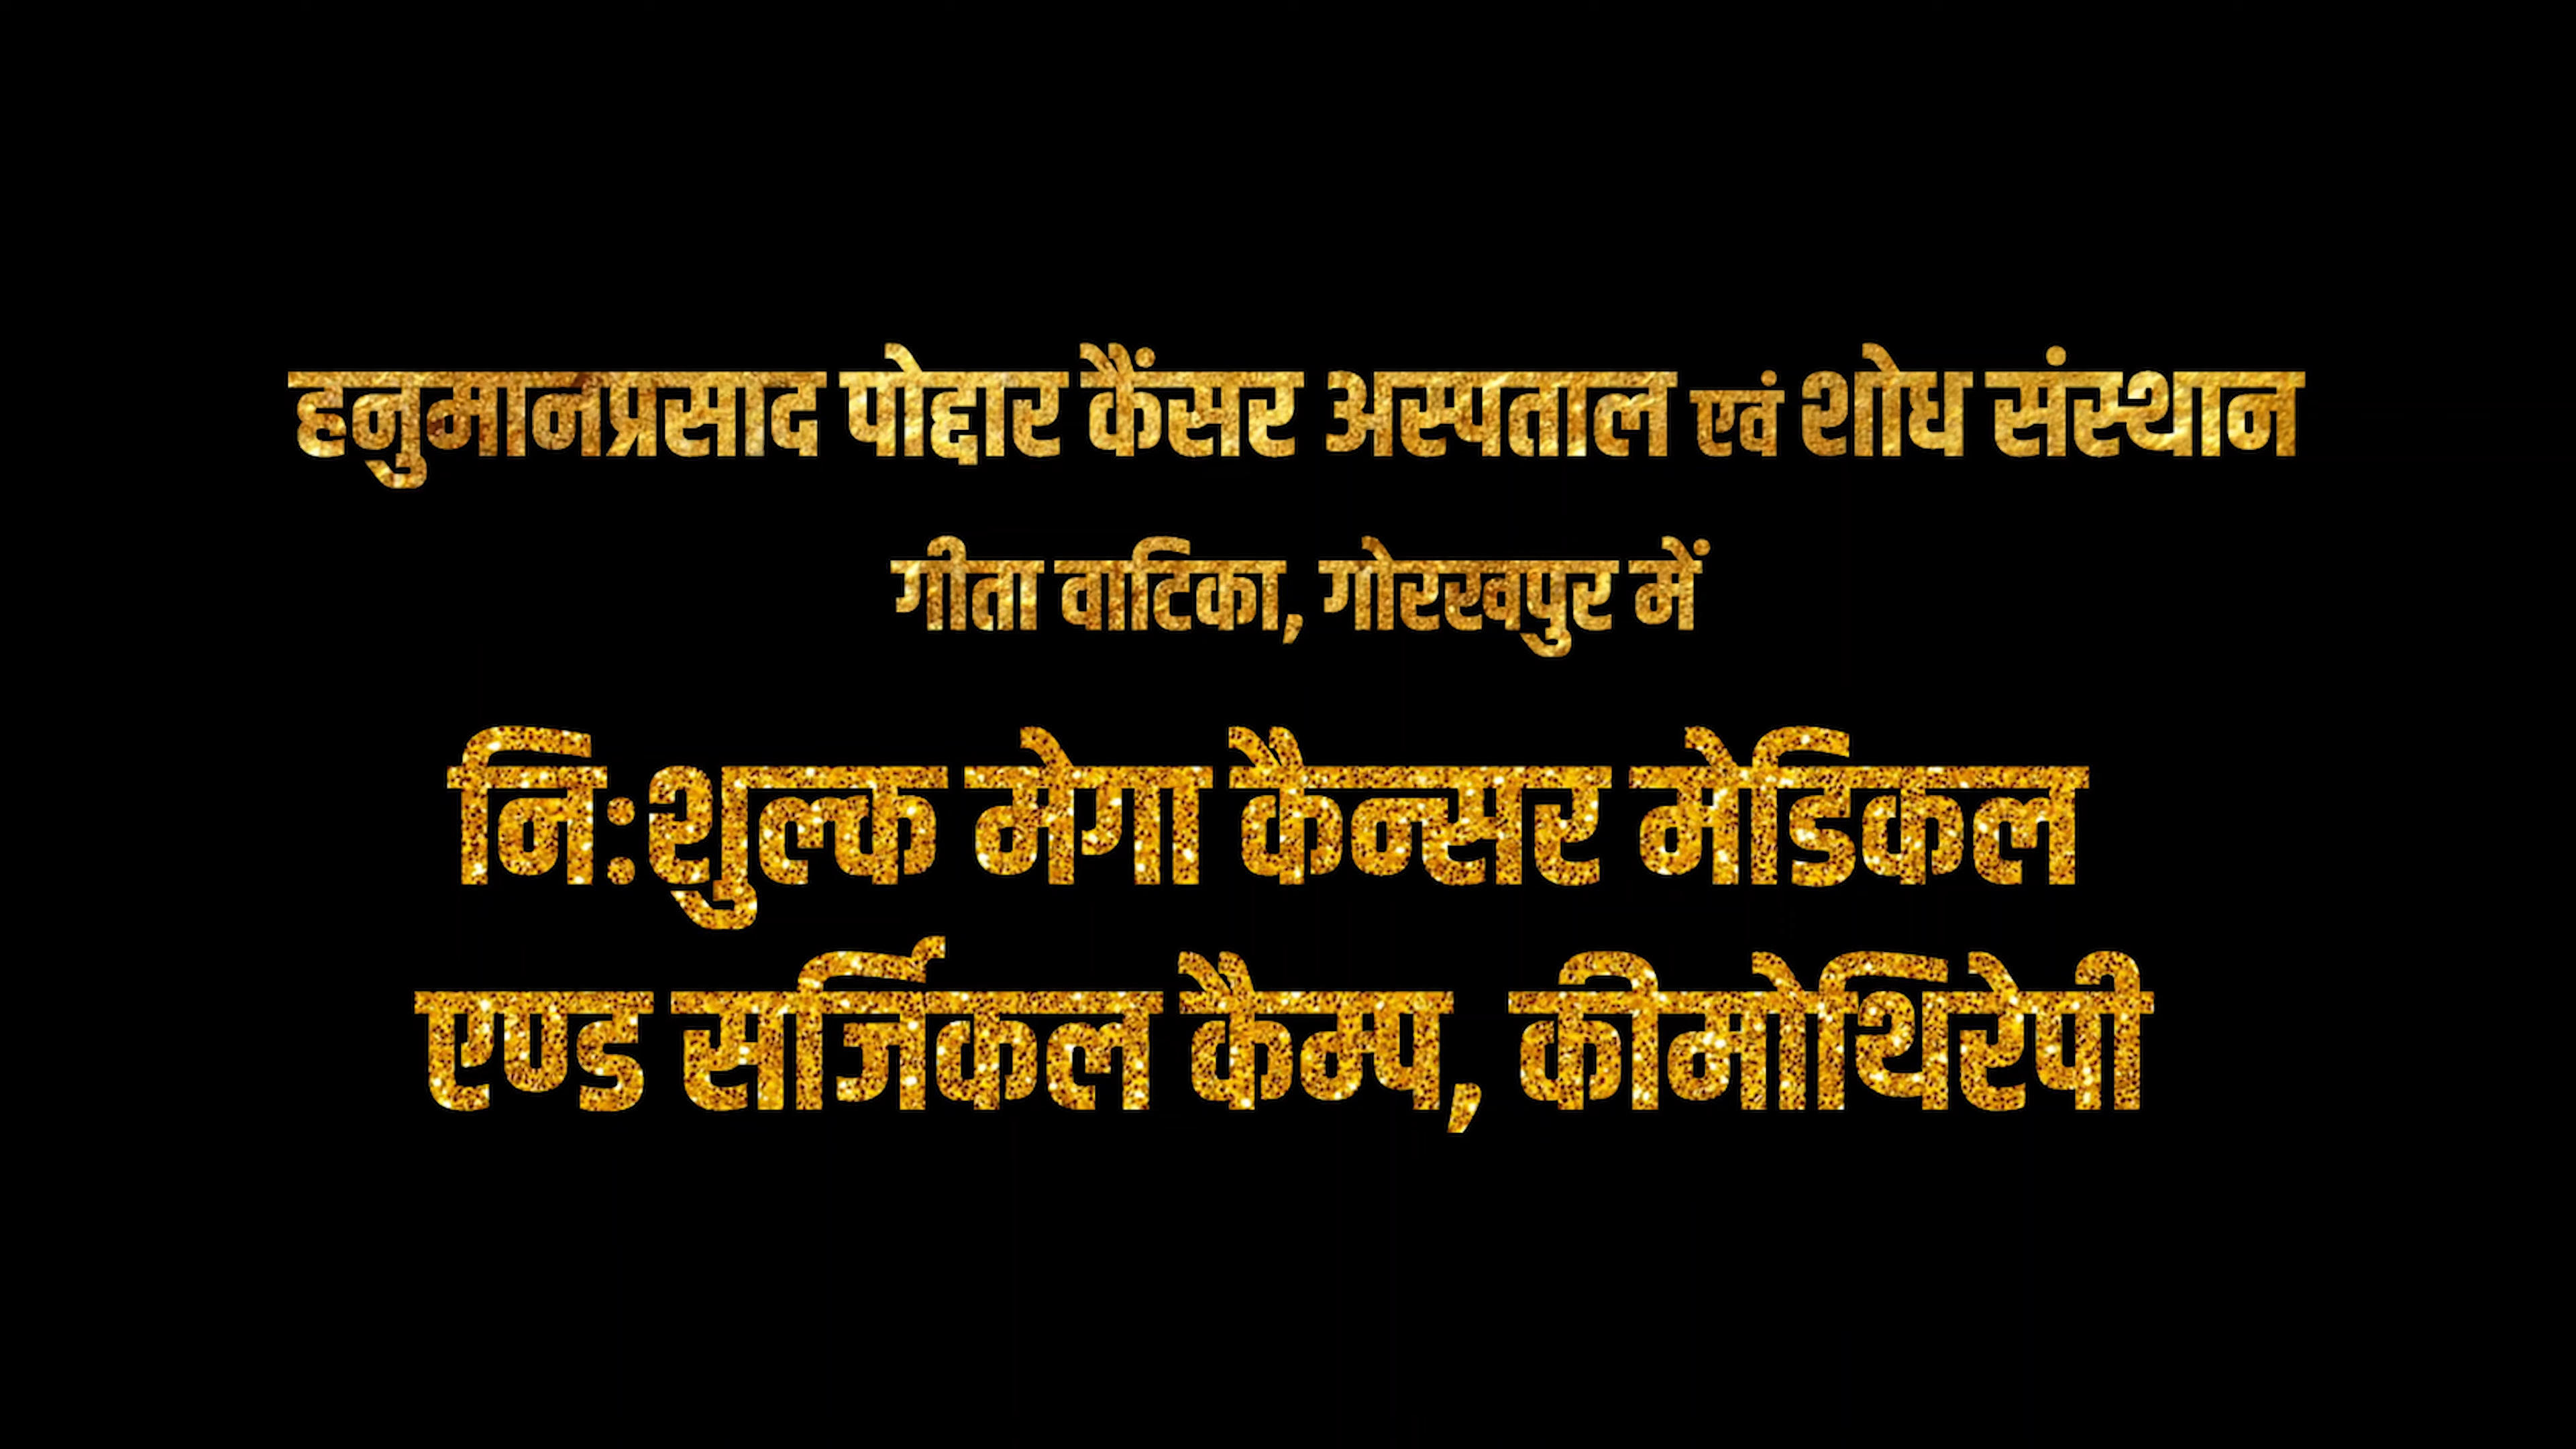 हनुमानप्रसाद पोद्दार कैंसर अस्पताल एवं शोध संस्थान
गीता वाटिका, गोरखपुर में
नि:शुल्क मेगा कैन्सर मेडिकल
एण्ड सर्जिकल कैम्प, कीमोथिरेपी